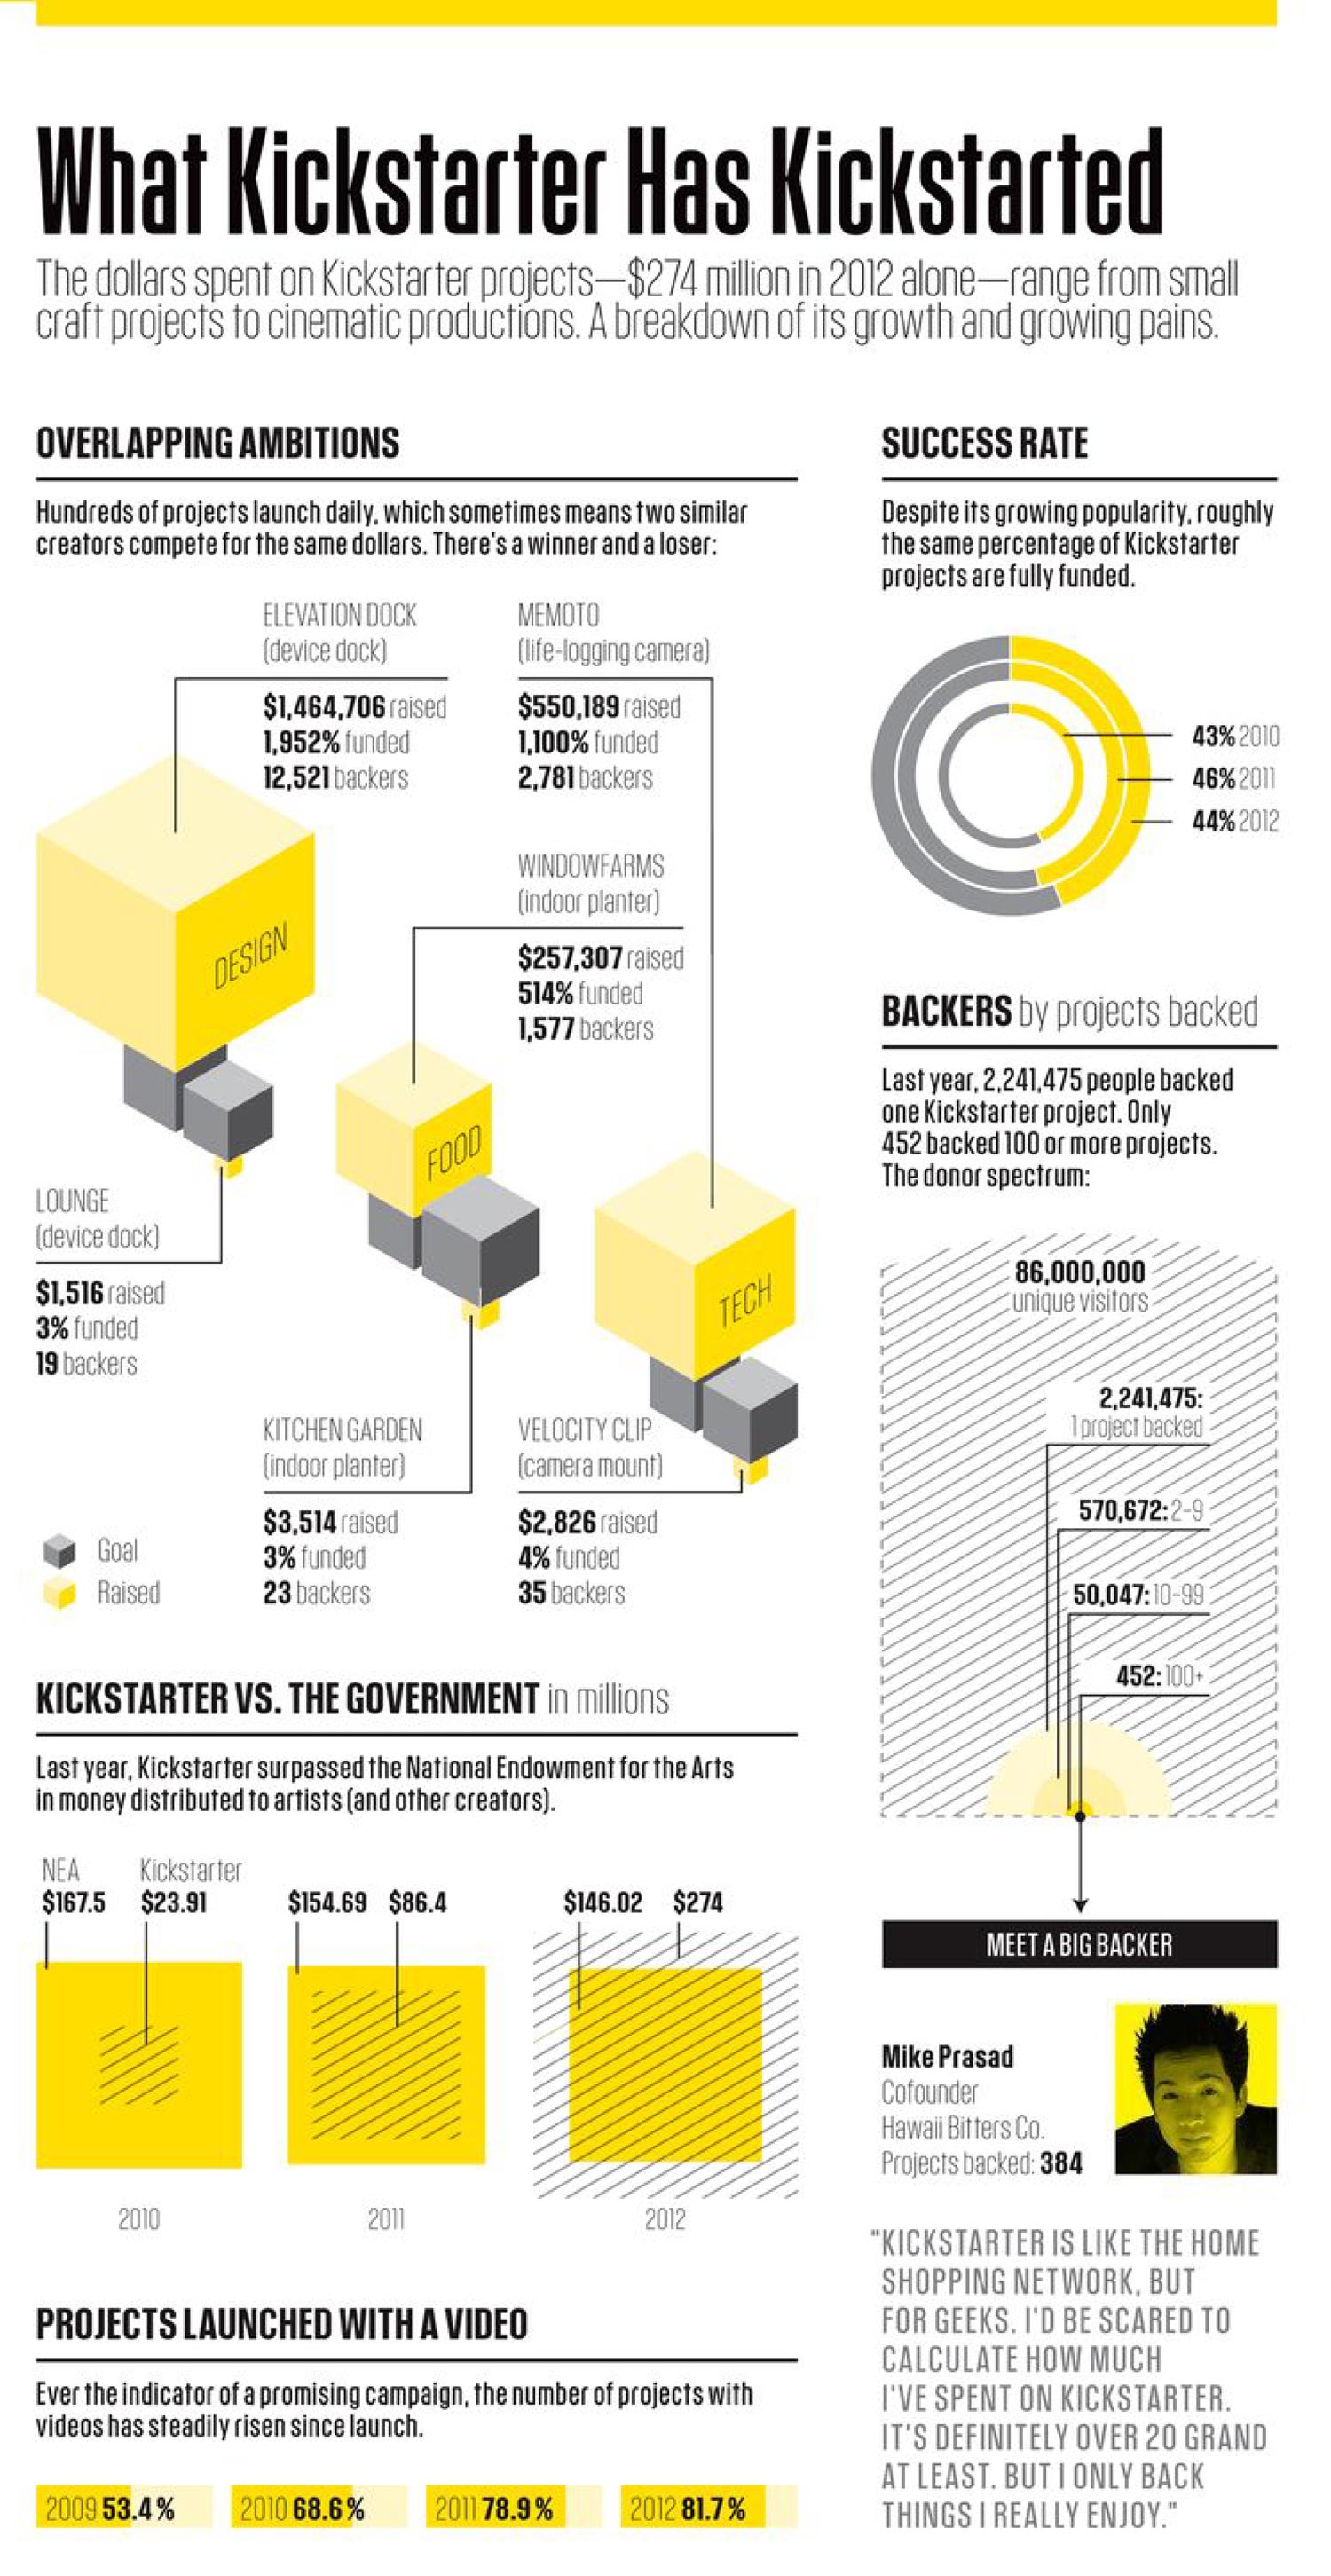 What Kickstarter Has Kickstarted
The dollars spent on Kickstarter projects—$274 million in 2012 alone—range from small
craft projects to cinematic productions. A breakdown of its growth and growing pains.
OVERLAPPING AMBITIONS
Hundreds of projects launch daily, which sometimes means two similar
creators compete for the same dollars. There's a winner and a loser:
ELEVATION DOCK
(device dock)
$1,464,706 raised
1,952% funded
12,521 backers
MEMOTO
(life-logging camera)
$550,189 raised
1,100% funded
2,781 backers
WINDOWFARMS
(indoor planter)
$257,307 raised
514% funded
1,577 backers
DESIGN
FOOD
TECH
LOUNGE
(device dock)
$1,516 raised
3% funded
19 backers
KITCHEN GARDEN
(indoor planter)
$3,514 raised
3% funded
23 backers
VELOCITY CLIP
(camera mount)
$2,826 raised
4% funded
35 backers
Goal
Raised
KICKSTARTER VS. THE GOVERNMENT in millions
Last year, Kickstarter surpassed the National Endowment for the Arts
in money distributed to artists (and other creators).
NEA Kickstarter
$167.5 $23.91 $154.69 $86.4 $146.02 $274
2010 2011 2012
PROJECTS LAUNCHED WITH A VIDEO
Ever the indicator of a promising campaign, the number of projects with
videos has steadily risen since launch.
2009 53.4% 2010 68.6% 2011 78.9% 2012 81.7%
SUCCESS RATE
Despite its growing popularity, roughly
the same percentage of Kickstarter
projects are fully funded.
43% 2010
46% 2011
44% 2012
BACKERS by projects backed
Last year, 2,241,475 people backed
one Kickstarter project. Only
452 backed 100 or more projects.
The donor spectrum:
86,000,000
unique visitors
2,241,475:
1 project backed
570,672: 2-9
50,047: 10-99
452: 100+
MEET A BIG BACKER
Mike Prasad
Cofounder
Hawaii Bitters Co.
Projects backed: 384
"KICKSTARTER IS LIKE THE HOME
SHOPPING NETWORK, BUT
FOR GEEKS. I'D BE SCARED TO
CALCULATE HOW MUCH
I'VE SPENT ON KICKSTARTER.
IT'S DEFINITELY OVER 20 GRAND
AT LEAST. BUT I ONLY BACK
THINGS I REALLY ENJOY."